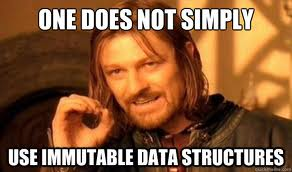 ONE DOES NOT SIMPLY
USE IMMUTABLE DATA STRUCTURES